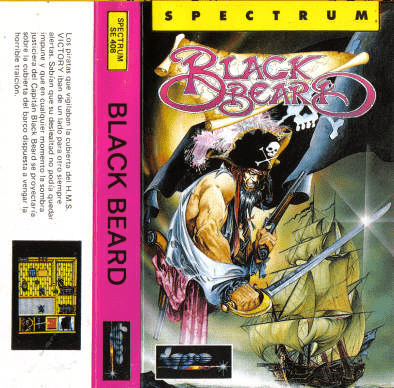 Los piratas que vigilaban la cubierta del H.M.S.
VICTORY iban de un lado para otro siempre
alertas. Sabían que su deslealtad no podía quedar
impune y que en cualquier momento la sombra
justiciera del Capitán Black Beard se proyectaría
sobre la cubierta del barco dispuesta a vengar la
horrible traición.
SPECTRUM
SE 408
BLACK BEARD
SPECTRUM
BLACK
BEARD